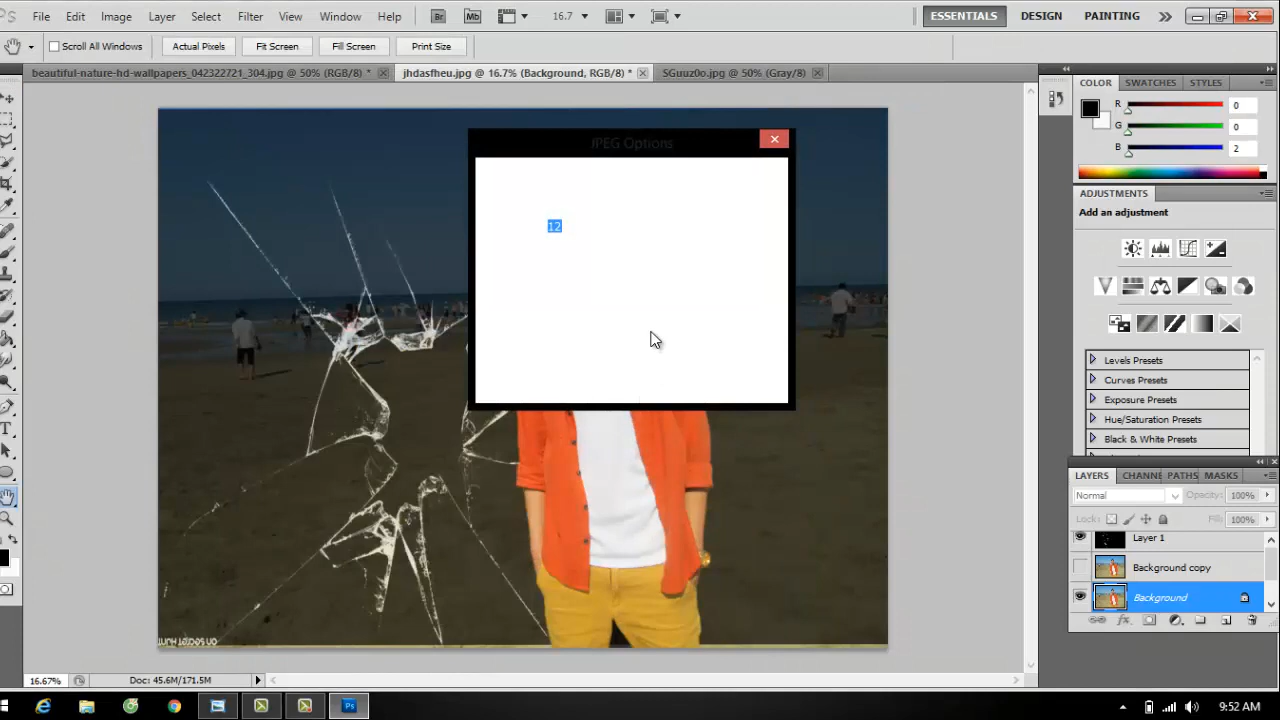 File Edit Image Layer Select Filter View Window Help Br Mb 16.7 ESSENTIALS DESIGN PAINTING
Scroll All Windows Actual Pixels Fit Screen Fill Screen Print Size
beautiful-nature-hd-wallpapers_042322721_304.jpg @ 50% (RGB/8) * jhdasfheu.jpg @ 16.7% (Background, RGB/8) * SGuuz0o.jpg @ 50% (Gray/8)
COLOR SWATCHES STYLES
R 0
G 0
B 2
JPEG Options
12
ADJUSTMENTS
Add an adjustment
Levels Presets
Curves Presets
Exposure Presets
Hue/Saturation Presets
Black & White Presets
LAYERS CHANNE PATHS MASKS
Normal Opacity: 100%
Lock: Fill: 100%
Layer 1
Background copy
Background
16.67% Doc: 45.6M/171.5M
9:52 AM